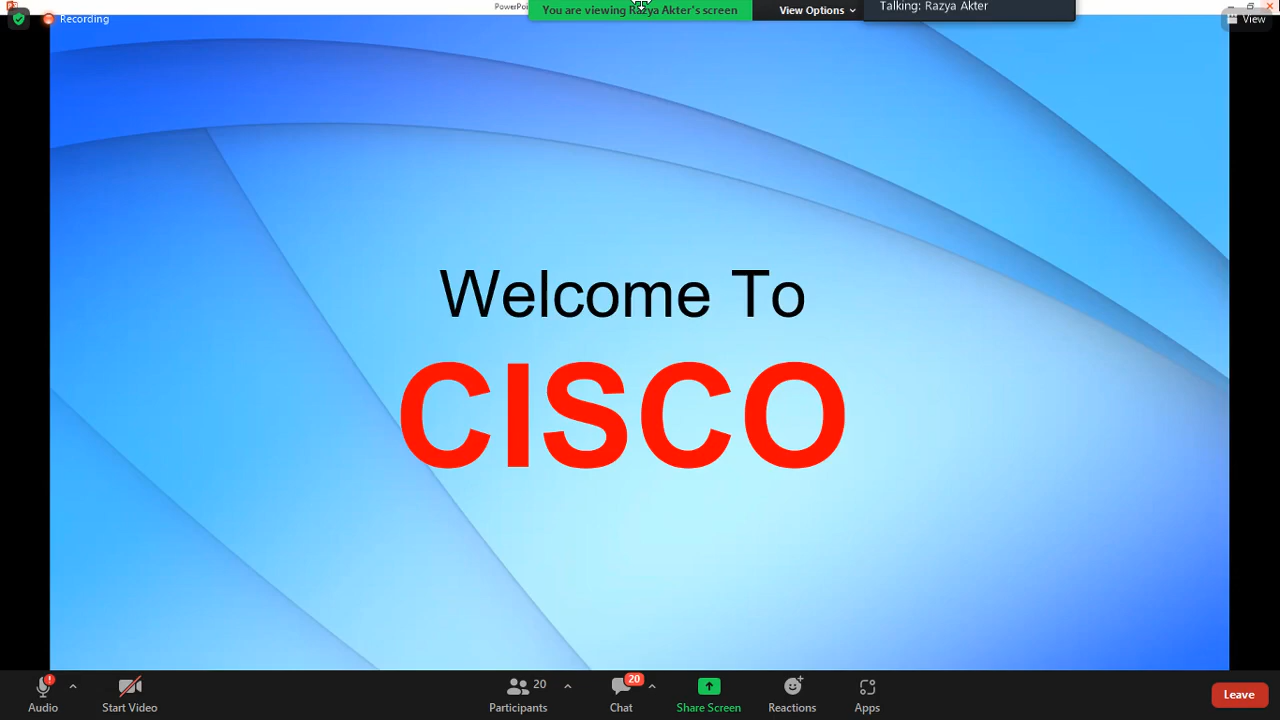 PowerPoi
You are viewing Razya Akter's screen
View Options
Talking: Razya Akter
Recording
View
Welcome To
CISCO
Audio
Start Video
20
Participants
20
Chat
Share Screen
Reactions
Apps
Leave